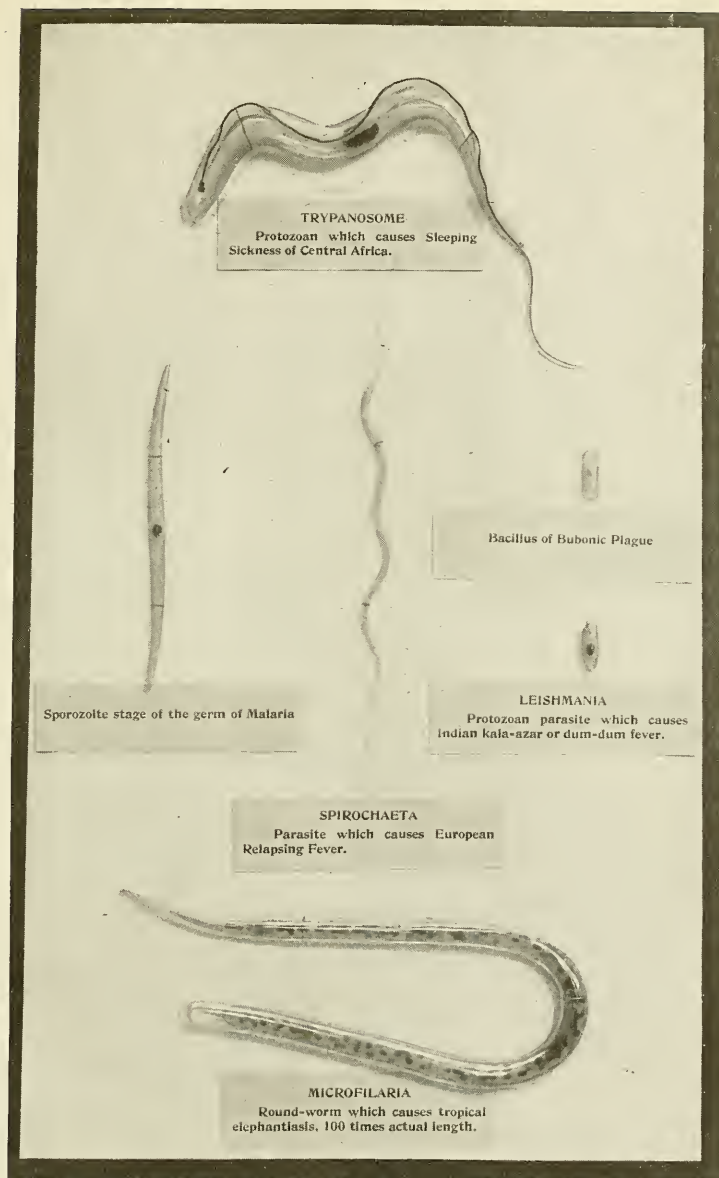 TRYPANOSOME
Protozoan which causes Sleeping
Sickness of Central Africa.
Bacillus of Bubonic Plague
Sporozoite stage of the germ of Malaria
LEISHMANIA
Protozoan parasite which causes
Indian kala-azar or dum-dum fever.
SPIROCHAETA
Parasite which causes European
Relapsing Fever.
MICROFILARIA
Round-worm which causes tropical
elephantiasis, 100 times actual length.